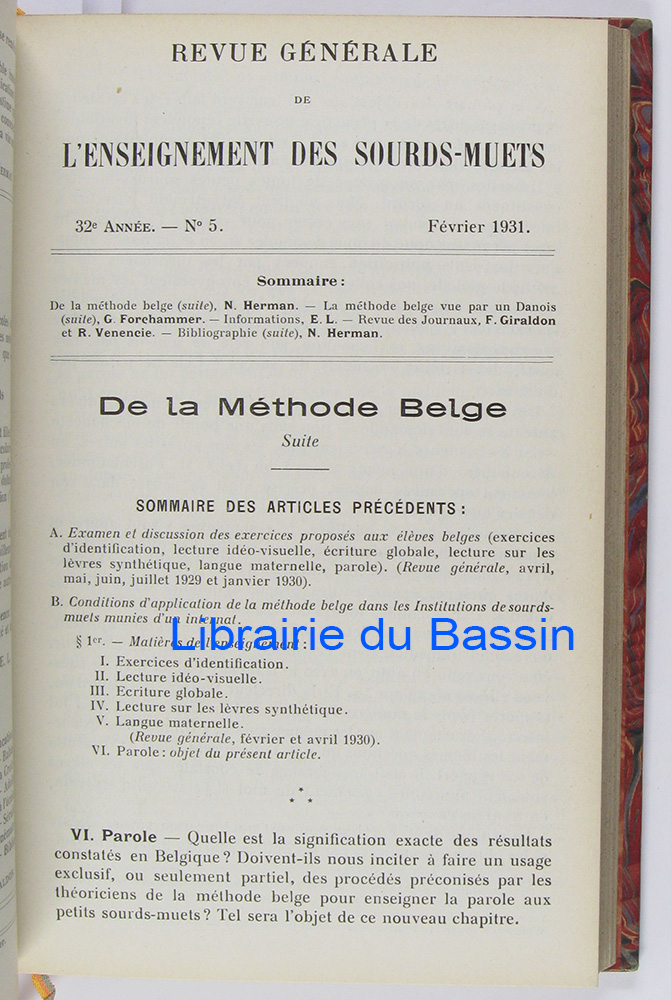 REVUE GÉNÉRALE
DE
L'ENSEIGNEMENT DES SOURDS-MUETS
32e ANNÉE. — No 5.
Février 1931.
Sommaire :
De la méthode belge (suite), N. Herman. — La méthode belge vue par un Danois
(suite), G. Forchammer. — Informations, E. L. — Revue des Journaux, F. Giraldon
et R. Venencie. — Bibliographie (suite), N. Herman.
De la Méthode Belge
Suite
SOMMAIRE DES ARTICLES PRÉCÉDENTS :
A. Examen et discussion des exercices proposés aux élèves belges (exercices
d'identification, lecture idéo-visuelle, écriture globale, lecture sur les
lèvres synthétique, langue maternelle, parole). (Revue générale, avril,
mai, juin, juillet 1929 et janvier 1930).
B. Conditions d'application de la méthode belge dans les Institutions de sourds-
muets munies d'un internat.
§ 1er. — Matières de l'enseignement :
Librairie du Bassin
I. Exercices d'identification.
II. Lecture idéo-visuelle.
III. Ecriture globale.
IV. Lecture sur les lèvres synthétique.
V. Langue maternelle.
(Revue générale, février et avril 1930).
VI. Parole : objet du présent article.
VI. Parole — Quelle est la signification exacte des résultats
constatés en Belgique ? Doivent-ils nous inciter à faire un usage
exclusif, ou seulement partiel, des procédés préconisés par les
théoriciens de la méthode belge pour enseigner la parole aux
petits sourds-muets ? Tel sera l'objet de ce nouveau chapitre.